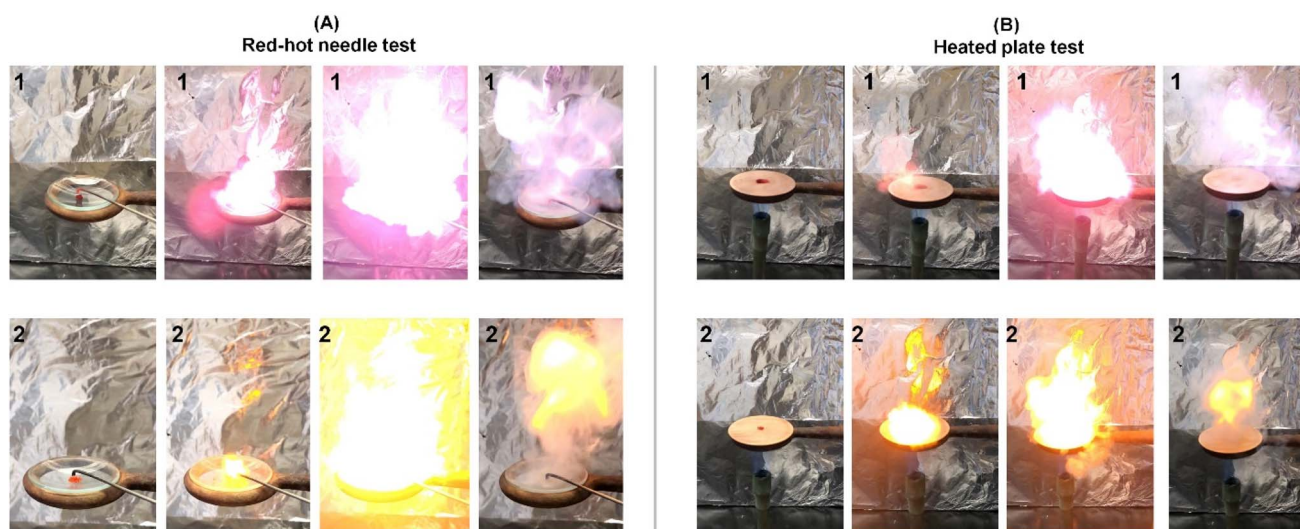 (A)
Red-hot needle test
(B)
Heated plate test
1 1 1 1
1 1 1 1
2 2 2 2
2 2 2 2